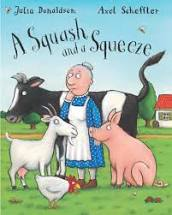 Julia Donaldson Axel Scheffler
A Squash and a Squeeze